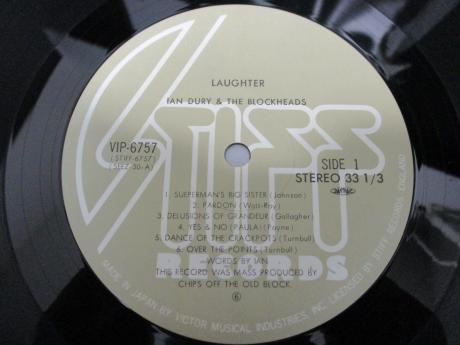 LAUGHTER
IAN DURY & THE BLOCKHEADS
STIFF
RECORDS
VIP-6757
(STIFF-6757)
(SEEZ-30-A)
SIDE 1
STEREO 33 1/3
1. SUEPERMAN'S BIG SISTER (Johnson)
2. PARDON (Watt-Roy)
3. DELUSIONS OF GRANDEUR (Gallagher)
4. YES & NO (PAULA) (Payne)
5. DANCE OF THE CRACKPOTS (Turnbull)
6. OVER THE POINTS (Turnbull)
WORDS BY IAN
THIS RECORD WAS MASS PRODUCED BY
CHIPS OFF THE OLD BLOCK.
⑥
MADE IN JAPAN BY VICTOR MUSICAL INDUSTRIES, INC. LICENSED BY STIFF RECORDS, ENGLAND